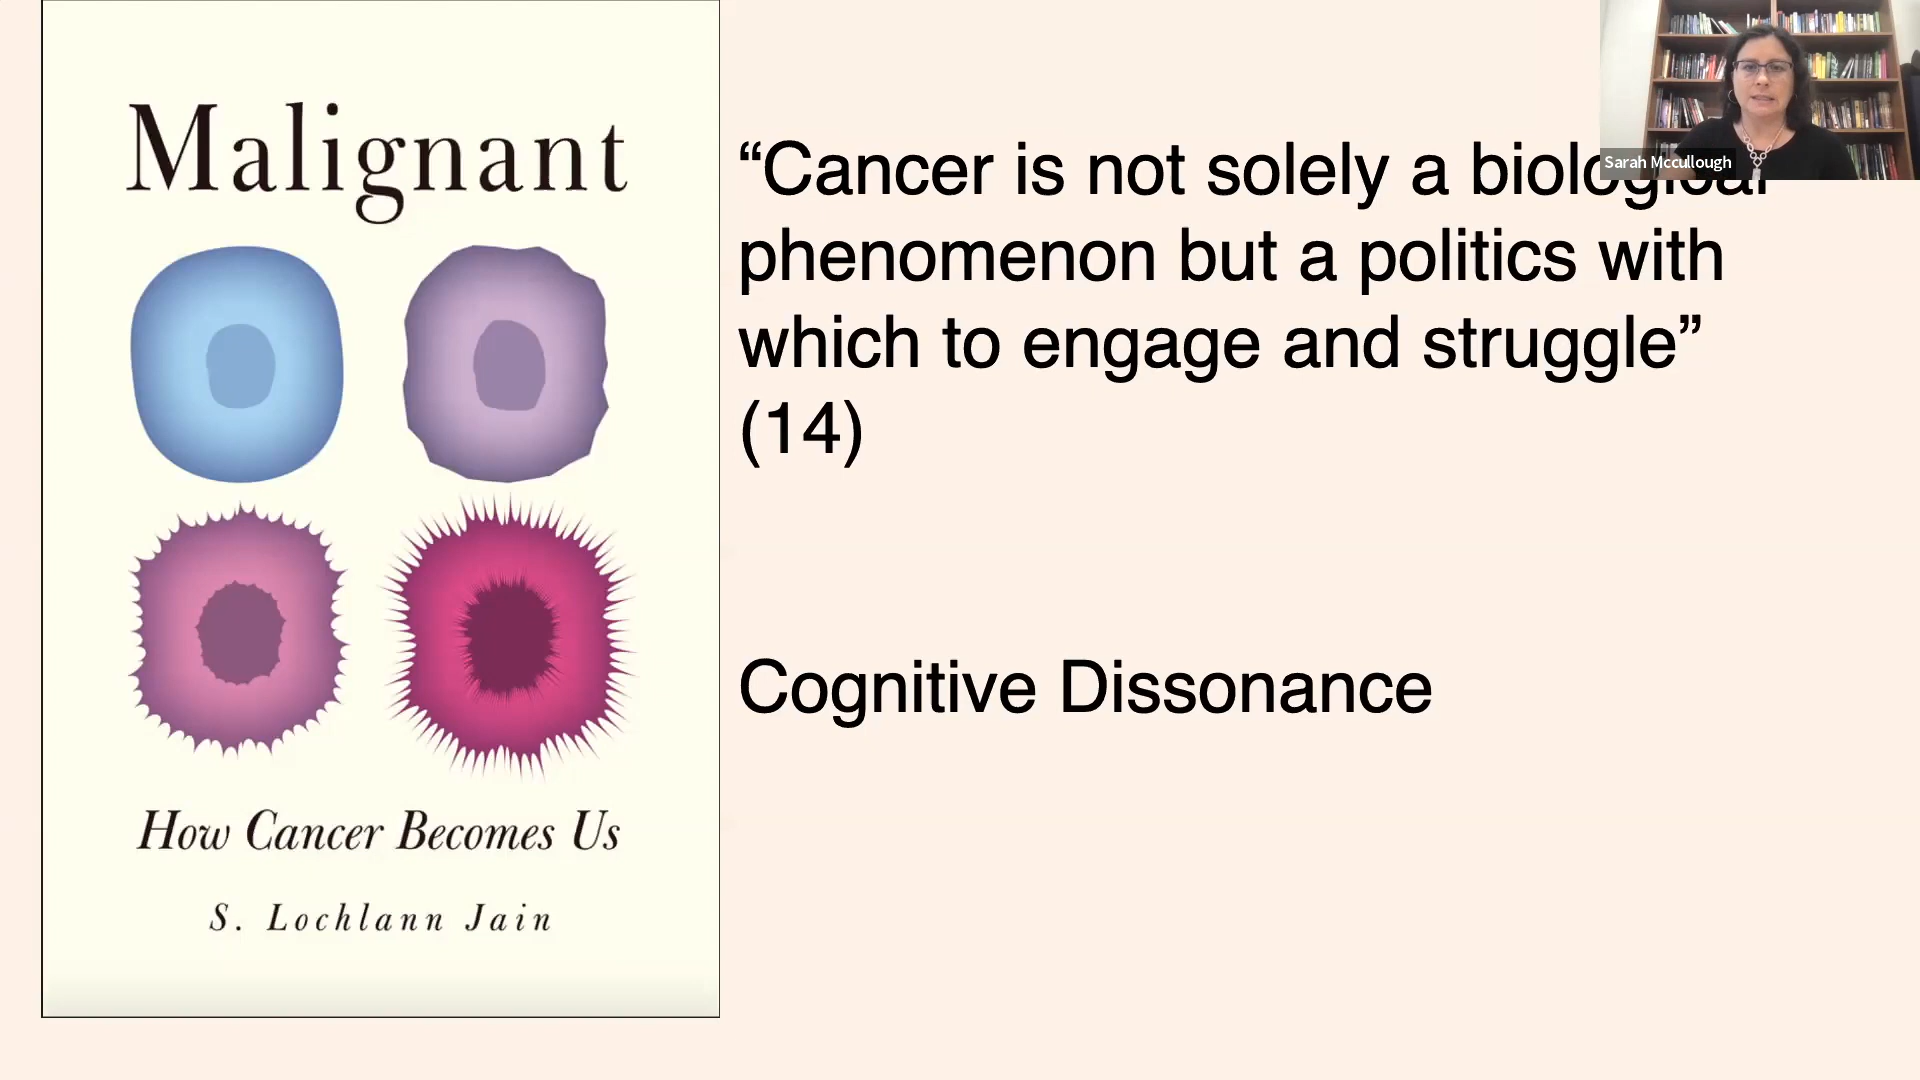 Malignant
How Cancer Becomes Us
S. Lochlann Jain
“Cancer is not solely a biological
phenomenon but a politics with
which to engage and struggle”
(14)
Cognitive Dissonance
Sarah Mccullough